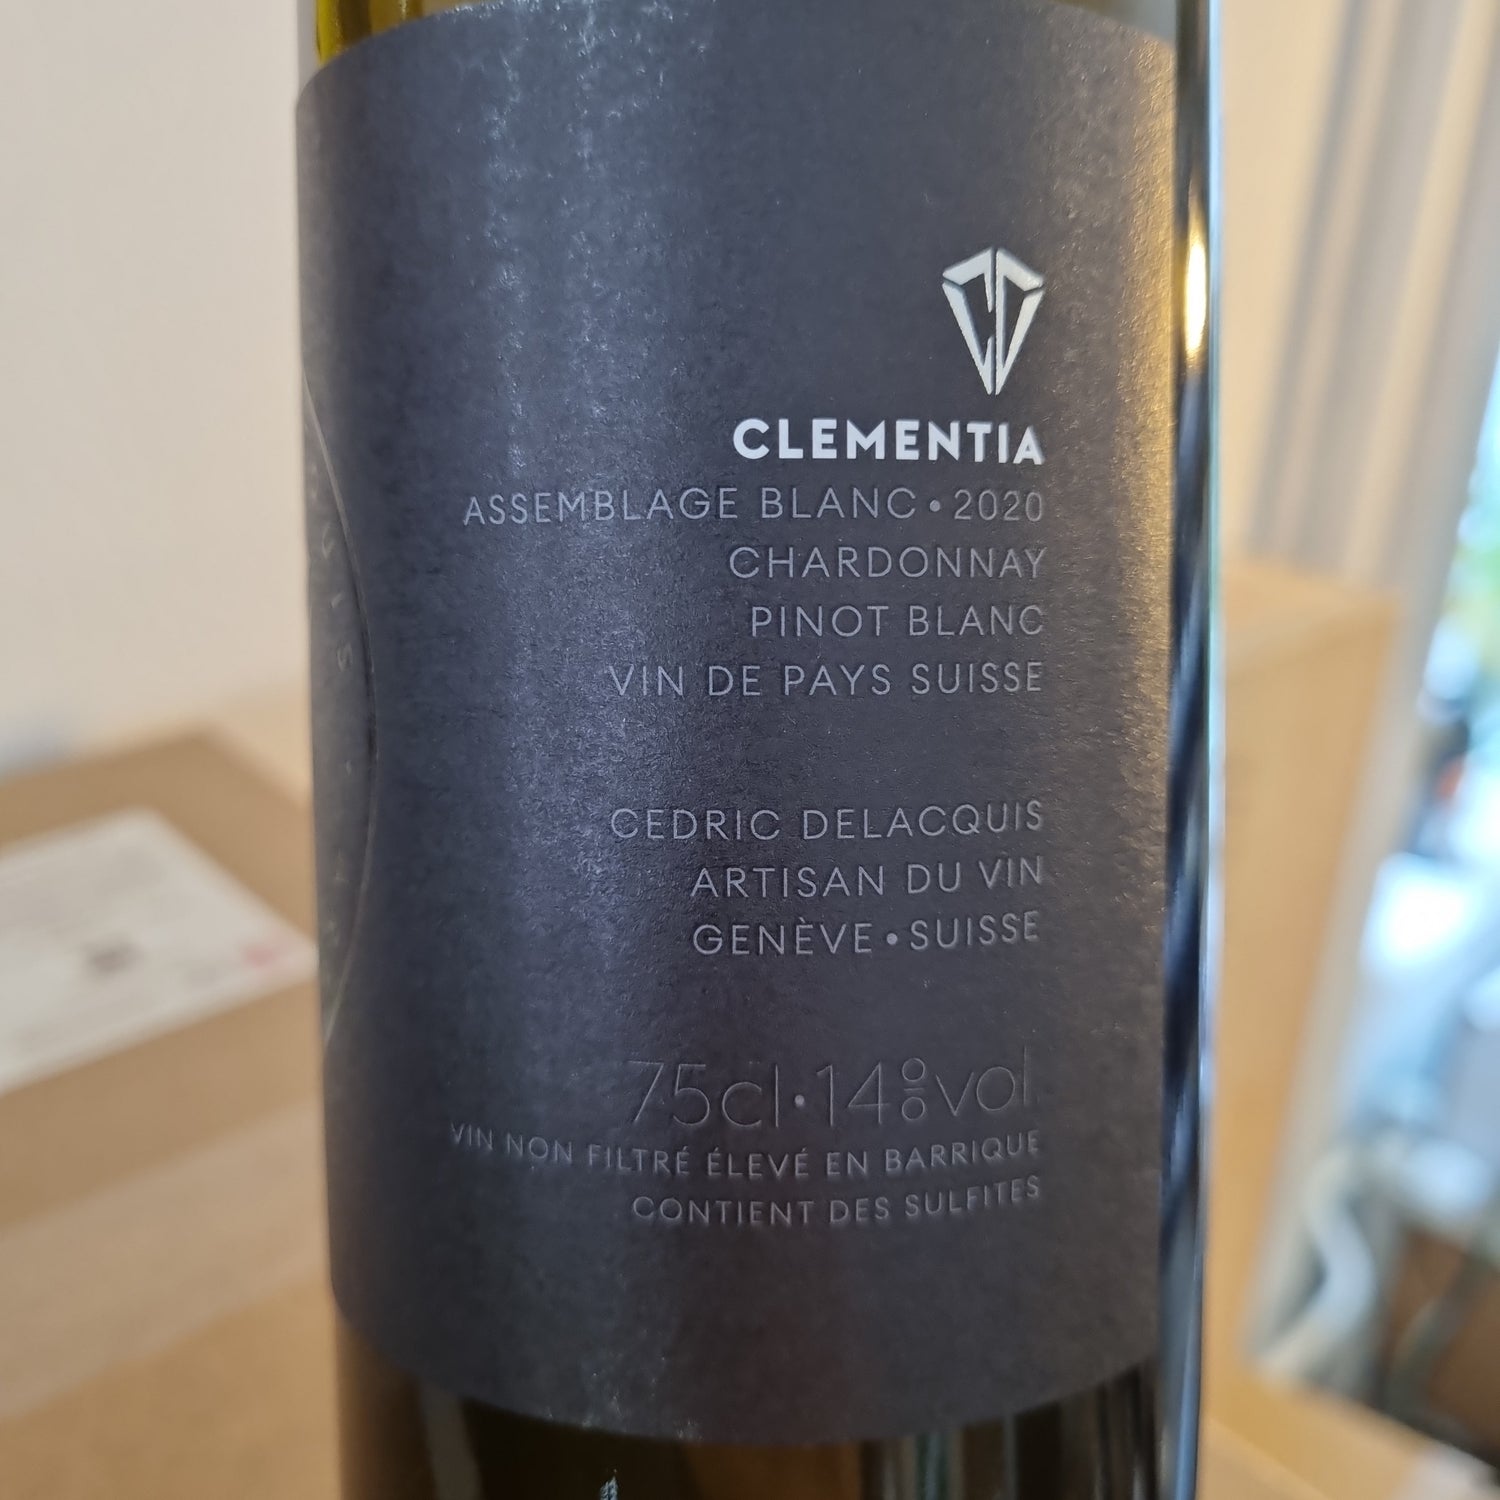 CLEMENTIA
ASSEMBLAGE BLANC • 2020
CHARDONNAY
PINOT BLANC
VIN DE PAYS SUISSE
CEDRIC DELACQUIS
ARTISAN DU VIN
GENÈVE • SUISSE
75cl • 14%vol.
VIN NON FILTRÉ ÉLEVÉ EN BARRIQUE
CONTIENT DES SULFITES